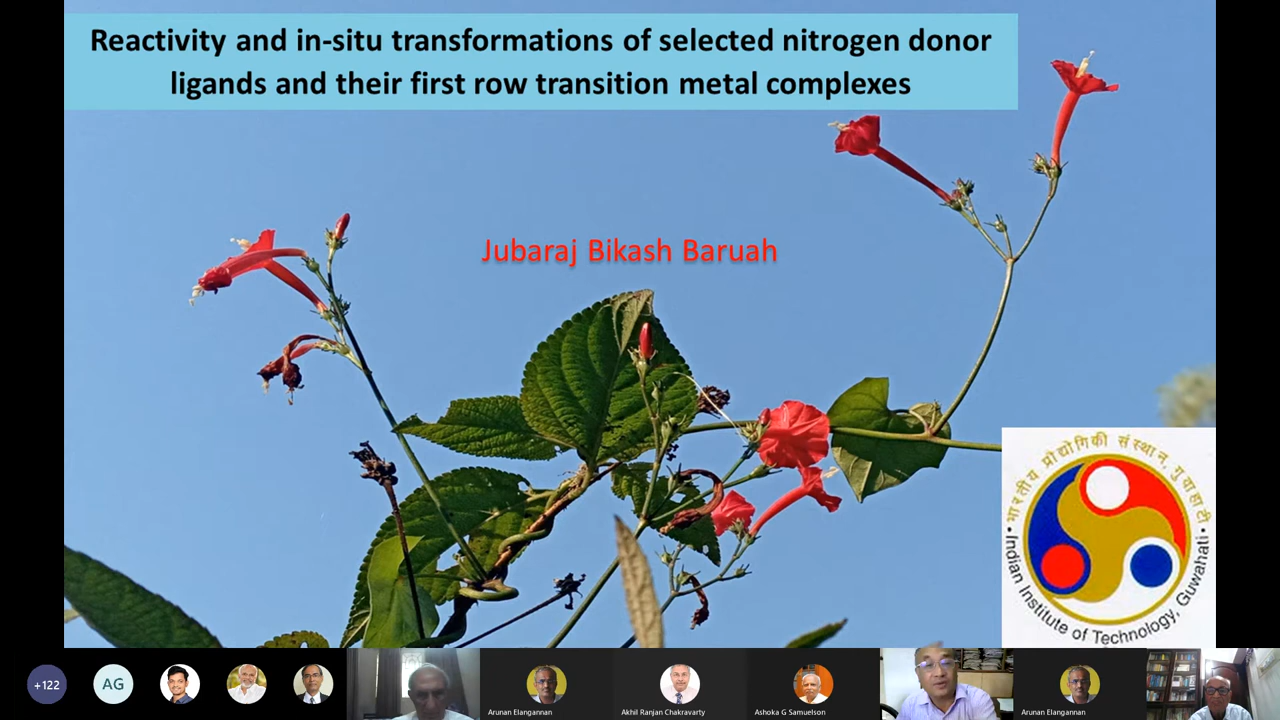 Reactivity and in-situ transformations of selected nitrogen donor
ligands and their first row transition metal complexes
Jubaraj Bikash Baruah
भारतीय प्रौद्योगिकी संस्थान, गुवाहाटी
• Indian Institute of Technology, Guwahati •
+122
AG
Arunan Elangannan
Akhil Ranjan Chakravarty
Ashoka G Samuelson
Arunan Elangannan